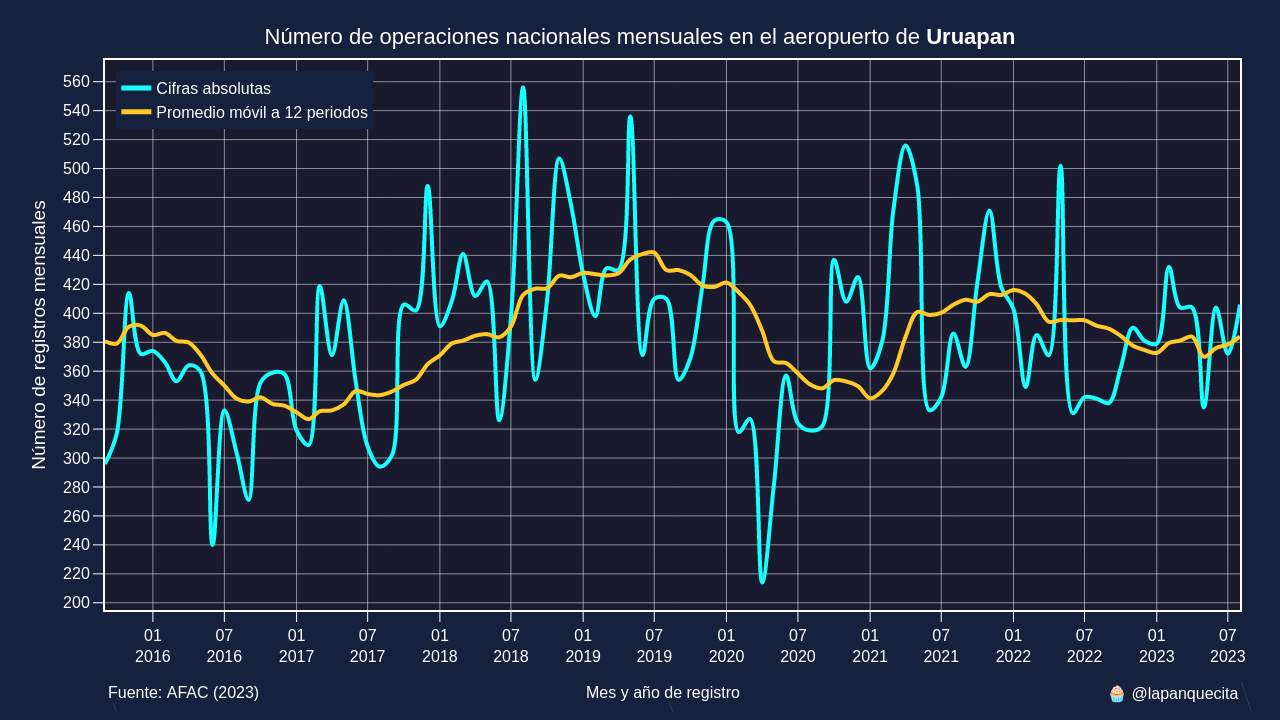 Número de operaciones nacionales mensuales en el aeropuerto de Uruapan
Cifras absolutas
Promedio móvil a 12 periodos
Número de registros mensuales
560
540
520
500
480
460
440
420
400
380
360
340
320
300
280
260
240
220
200
01 07 01 07 01 07 01 07 01 07 01 07 01 07 01 07
2016 2016 2017 2017 2018 2018 2019 2019 2020 2020 2021 2021 2022 2022 2023 2023
Fuente: AFAC (2023) Mes y año de registro 🧁 @lapanquecita